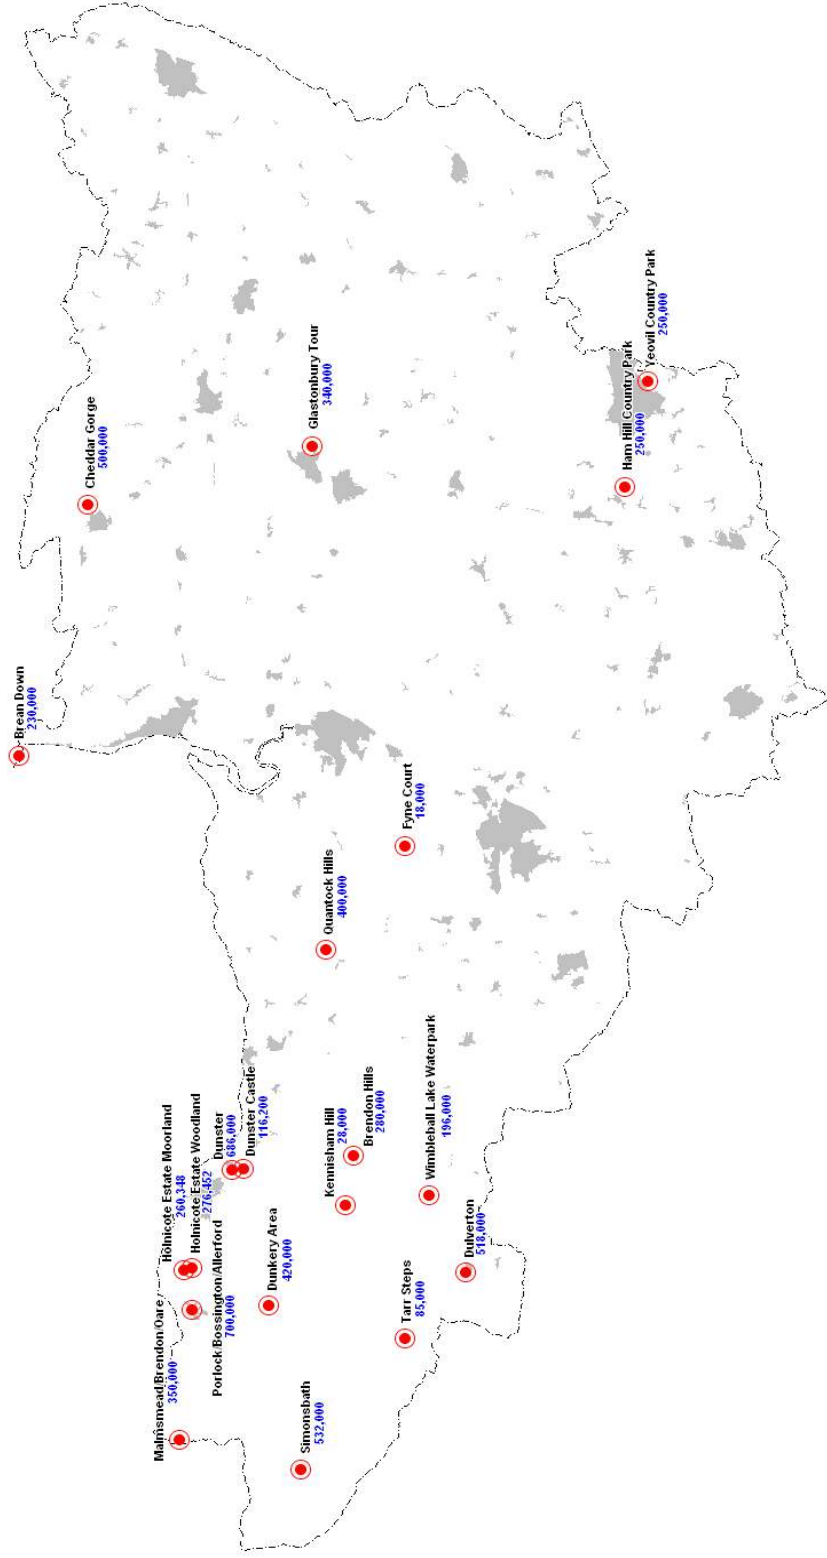 Malmsmead/Brendon/Oare
350,000
Simonsbath
532,000
Porlock/Bossington/Allerford
700,000
Holnicote Estate Moorland
260,348
Holnicote Estate Woodland
276,452
Dunster
686,000
Dunster Castle
116,200
Dunkery Area
420,000
Tarr Steps
85,000
Dulverton
518,000
Kennisham Hill
28,000
Brendon Hills
280,000
Wimbleball Lake Waterpark
196,000
Quantock Hills
400,000
Fyne Court
18,000
Brean Down
230,000
Cheddar Gorge
500,000
Glastonbury Tour
340,000
Ham Hill Country Park
250,000
Yeovil Country Park
250,000